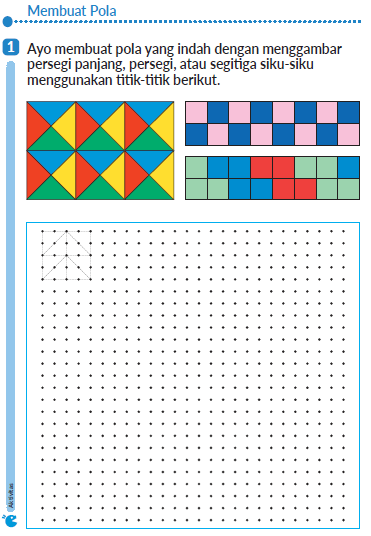 Membuat Pola
1
Ayo membuat pola yang indah dengan menggambar
persegi panjang, persegi, atau segitiga siku-siku
menggunakan titik-titik berikut.
Aktivitas